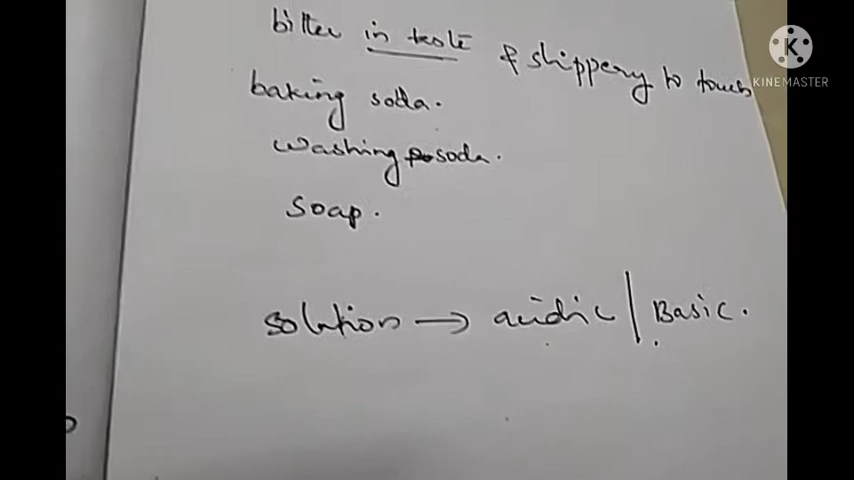 bitter in taste & slippery to touch
KINEMASTER
baking soda.
washing soda.
soap.
solution → acidic | Basic.